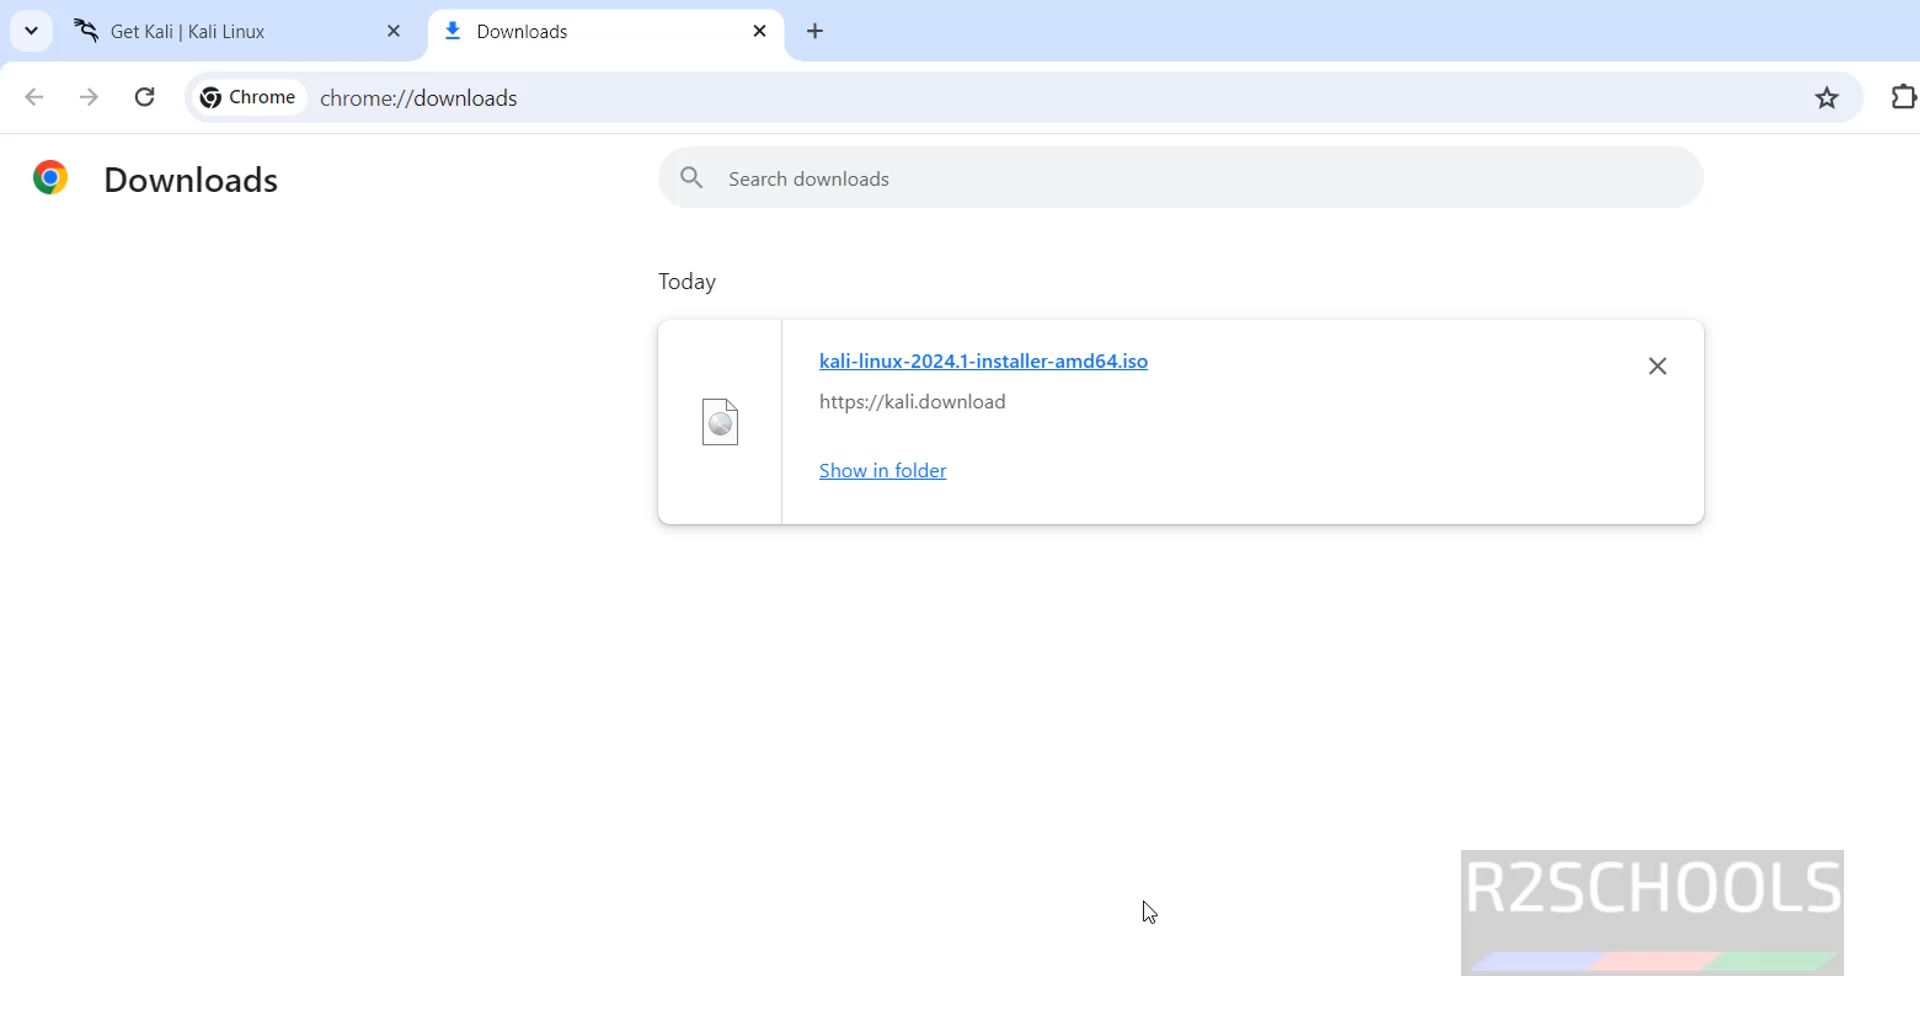 Get Kali | Kali Linux
Downloads
Chrome
chrome://downloads
Downloads
Search downloads
Today
kali-linux-2024.1-installer-amd64.iso
https://kali.download
Show in folder
R2SCHOOLS